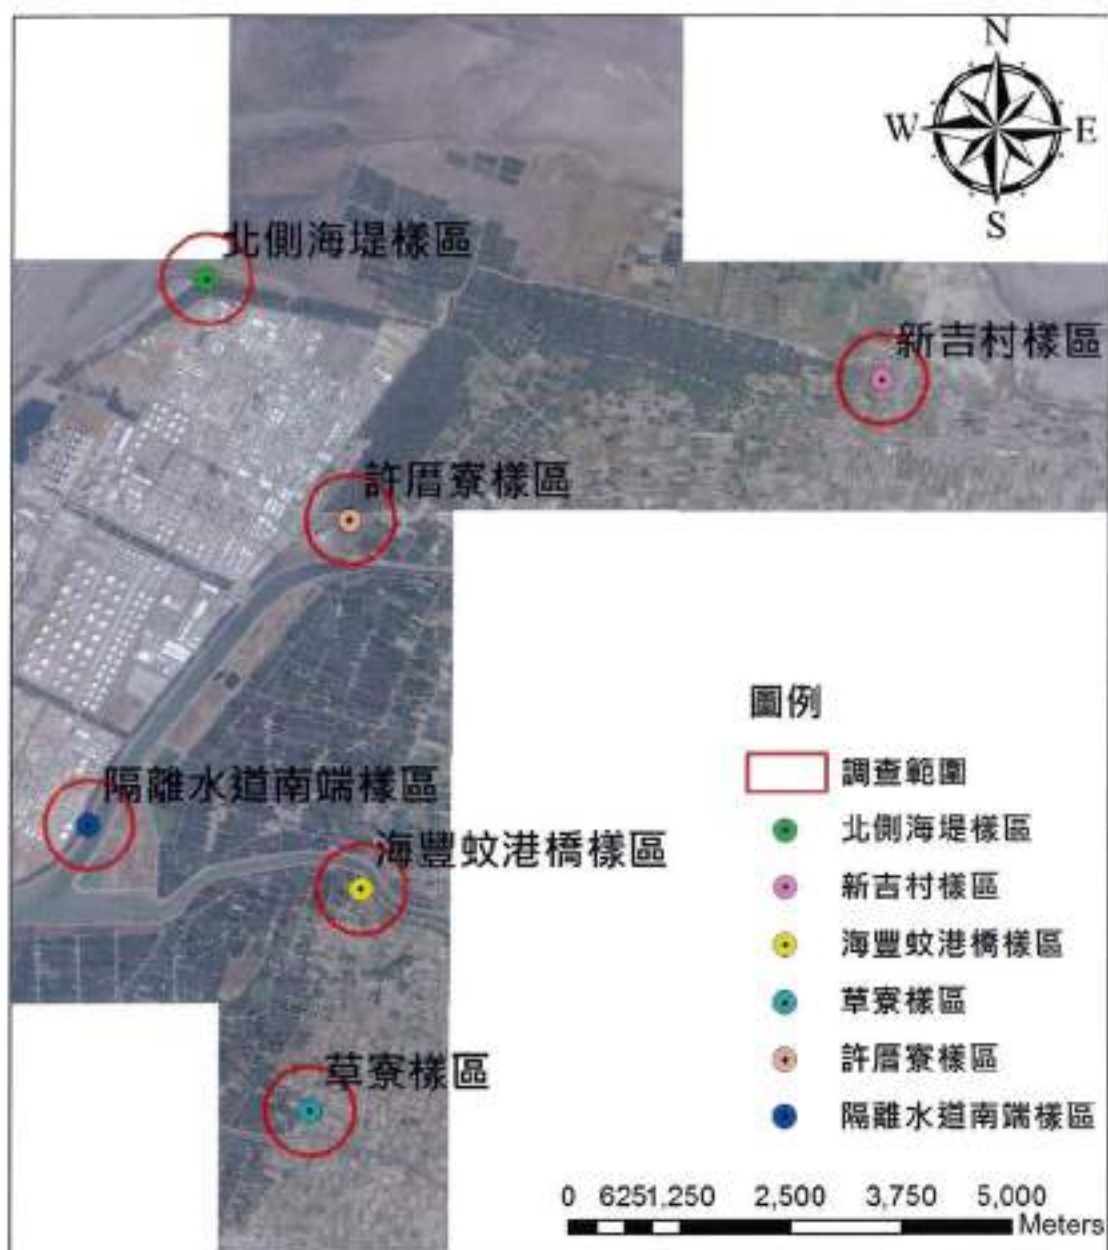 N
W E
S
北側海堤樣區
新吉村樣區
許厝寮樣區
隔離水道南端樣區
海豐蚊港橋樣區
草寮樣區
圖例
調查範圍
北側海堤樣區
新吉村樣區
海豐蚊港橋樣區
草寮樣區
許厝寮樣區
隔離水道南端樣區
0 6251,250 2,500 3,750 5,000
Meters